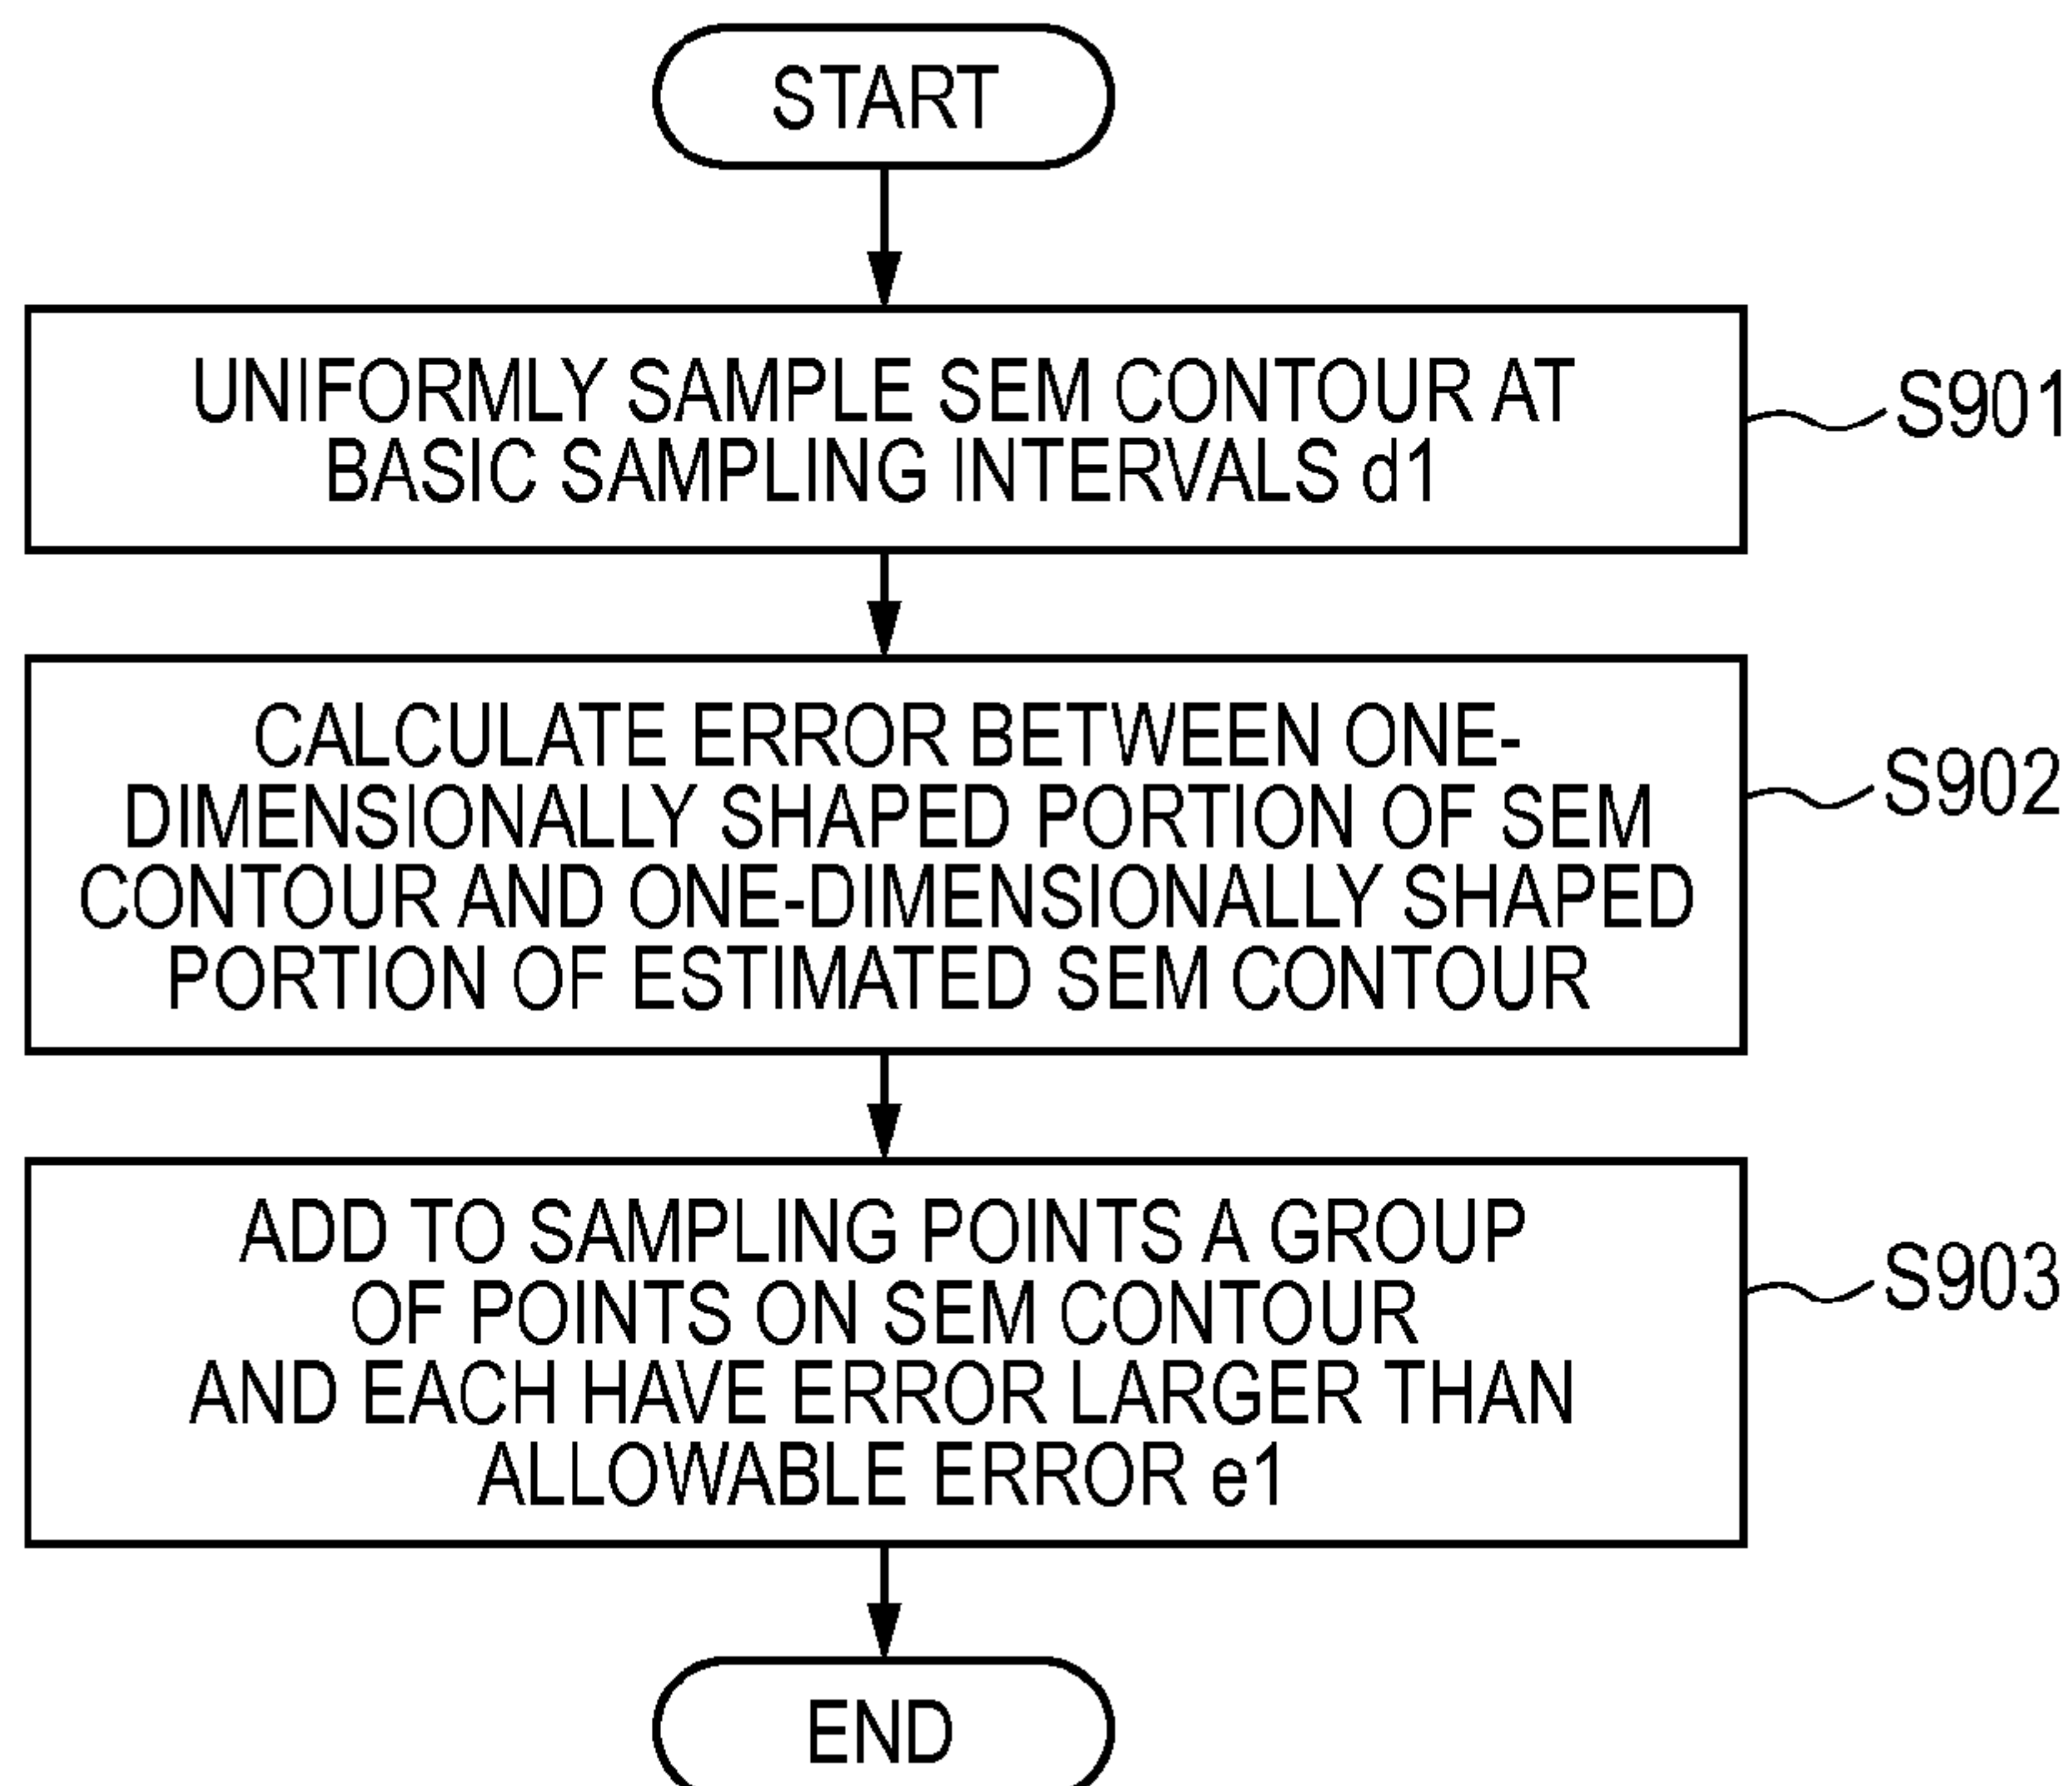 START
UNIFORMLY SAMPLE SEM CONTOUR AT
BASIC SAMPLING INTERVALS d1
S901
CALCULATE ERROR BETWEEN ONE-
DIMENSIONALLY SHAPED PORTION OF SEM
CONTOUR AND ONE-DIMENSIONALLY SHAPED
PORTION OF ESTIMATED SEM CONTOUR
S902
ADD TO SAMPLING POINTS A GROUP
OF POINTS ON SEM CONTOUR
AND EACH HAVE ERROR LARGER THAN
ALLOWABLE ERROR e1
S903
END